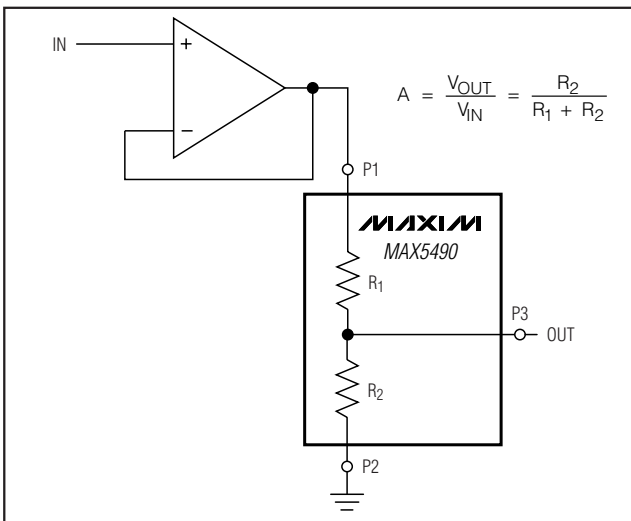 IN
+
−
A = V_OUT / V_IN = R_2 / (R_1 + R_2)
P1
MAXIM
MAX5490
R_1
P3
OUT
R_2
P2